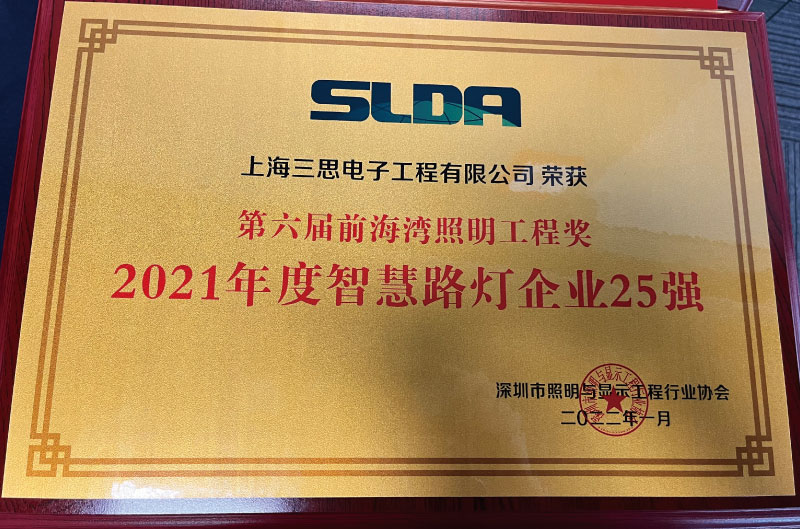 SLDA
上海三思电子工程有限公司 荣获
第六届前海湾照明工程奖
2021年度智慧路灯企业25强
深圳市照明与显示工程行业协会
二〇二二年一月